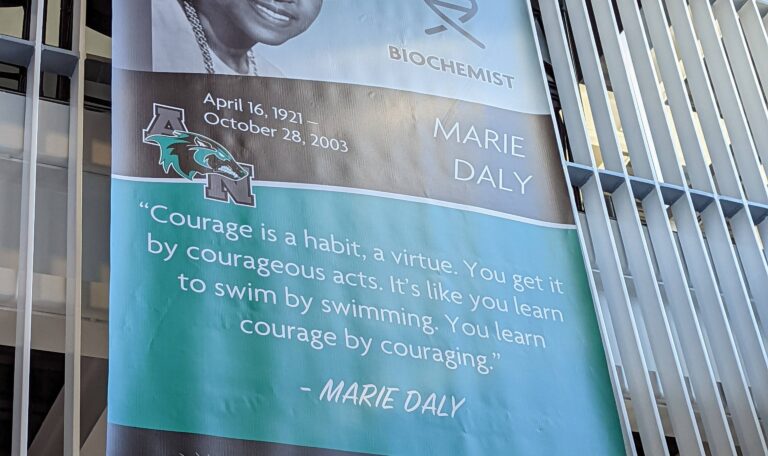 BIOCHEMIST
April 16, 1921 –
October 28, 2003
MARIE
DALY
A
N
“Courage is a habit, a virtue. You get it
by courageous acts. It’s like you learn
to swim by swimming. You learn
courage by couraging.”
- MARIE DALY